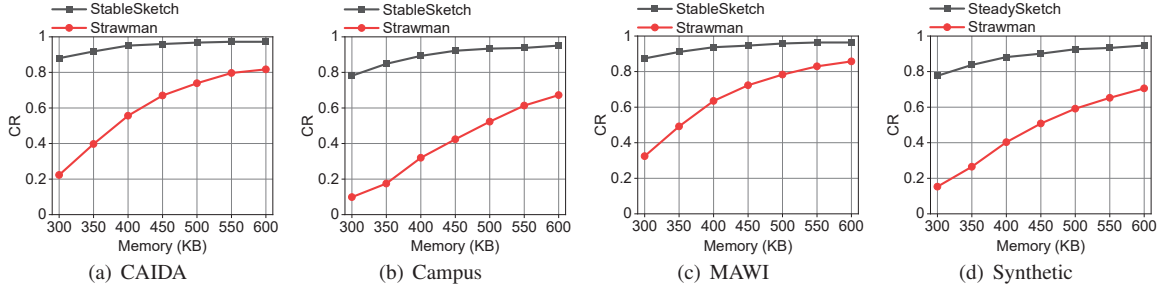 StableSketch
Strawman
CR
1
0.8
0.6
0.4
0.2
0
300 350 400 450 500 550 600
Memory (KB)
(a) CAIDA
StableSketch
Strawman
CR
1
0.8
0.6
0.4
0.2
0
300 350 400 450 500 550 600
Memory (KB)
(b) Campus
StableSketch
Strawman
CR
1
0.8
0.6
0.4
0.2
0
300 350 400 450 500 550 600
Memory (KB)
(c) MAWI
SteadySketch
Strawman
CR
1
0.8
0.6
0.4
0.2
0
300 350 400 450 500 550 600
Memory (KB)
(d) Synthetic